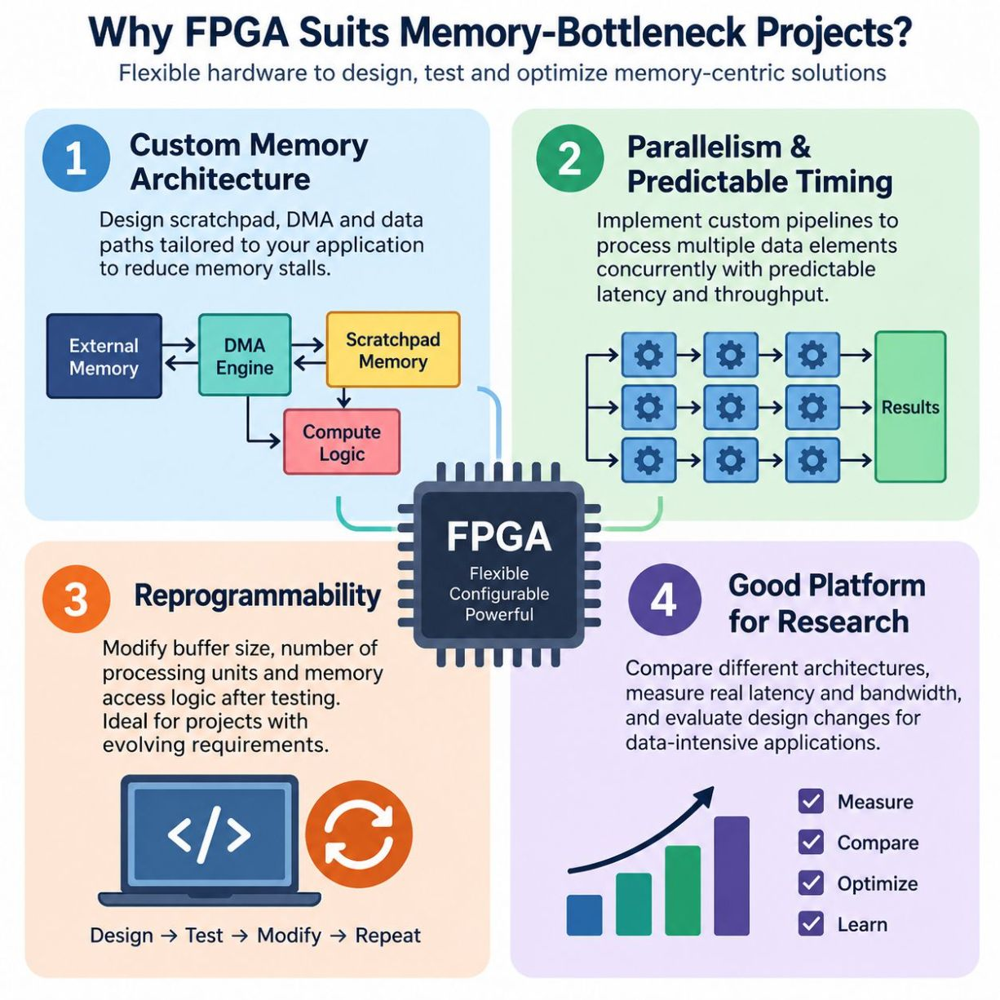 Why FPGA Suits Memory-Bottleneck Projects?
Flexible hardware to design, test and optimize memory-centric solutions
1
Custom Memory
Architecture
Design scratchpad, DMA and data
paths tailored to your application
to reduce memory stalls.
External
Memory
DMA
Engine
Scratchpad
Memory
Compute
Logic
2
Parallelism &
Predictable Timing
Implement custom pipelines to
process multiple data elements
concurrently with predictable
latency and throughput.
Results
FPGA
Flexible
Configurable
Powerful
3
Reprogrammability
Modify buffer size, number of
processing units and memory
access logic after testing.
Ideal for projects with
evolving requirements.
</>
Design → Test → Modify → Repeat
4
Good Platform
for Research
Compare different architectures,
measure real latency and bandwidth,
and evaluate design changes for
data-intensive applications.
Measure
Compare
Optimize
Learn